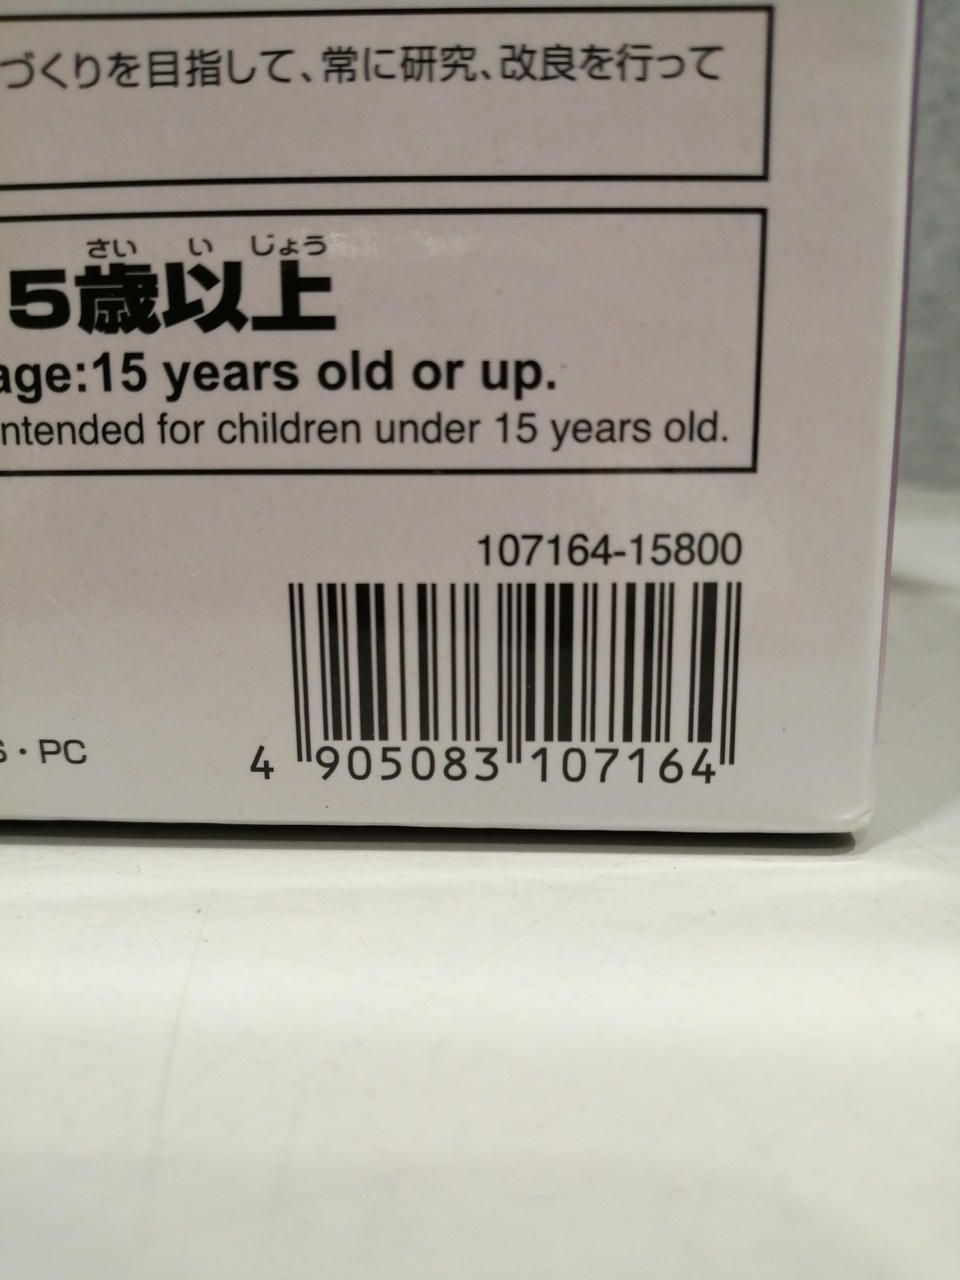 づくりを目指して、常に研究、改良を行って
さい い じょう
5歳以上
age:15 years old or up.
ntended for children under 15 years old.
107164-15800
S・PC
4 905083 107164